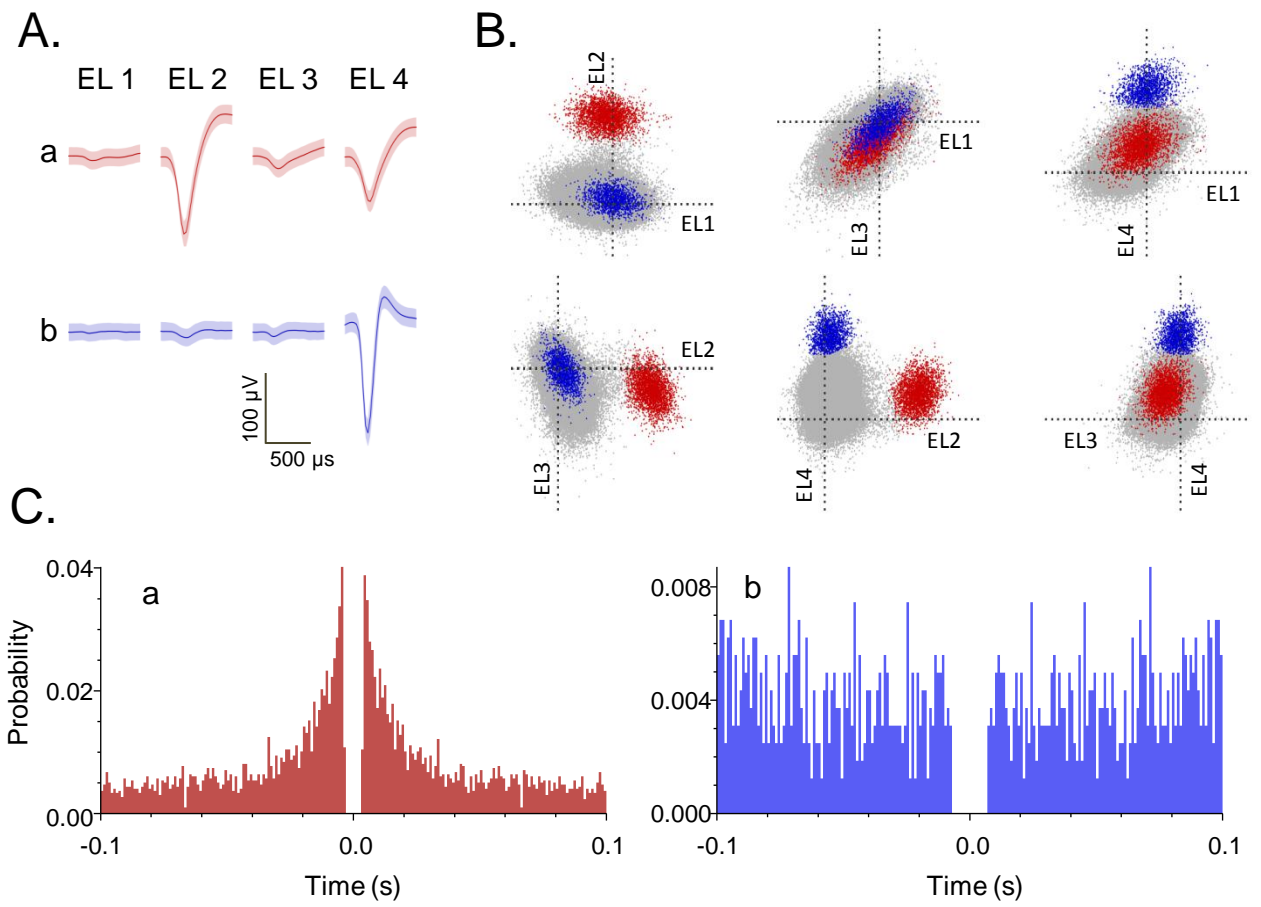 A.
EL 1 EL 2 EL 3 EL 4
a
b
100 µV
500 µs
B.
EL2
EL1
EL1
EL3
EL1
EL4
EL2
EL3
EL2
EL4
EL3
EL4
C.
a
Probability
0.04
0.02
0.00
-0.1 0.0 0.1
Time (s)
b
0.008
0.004
0.000
-0.1 0.0 0.1
Time (s)